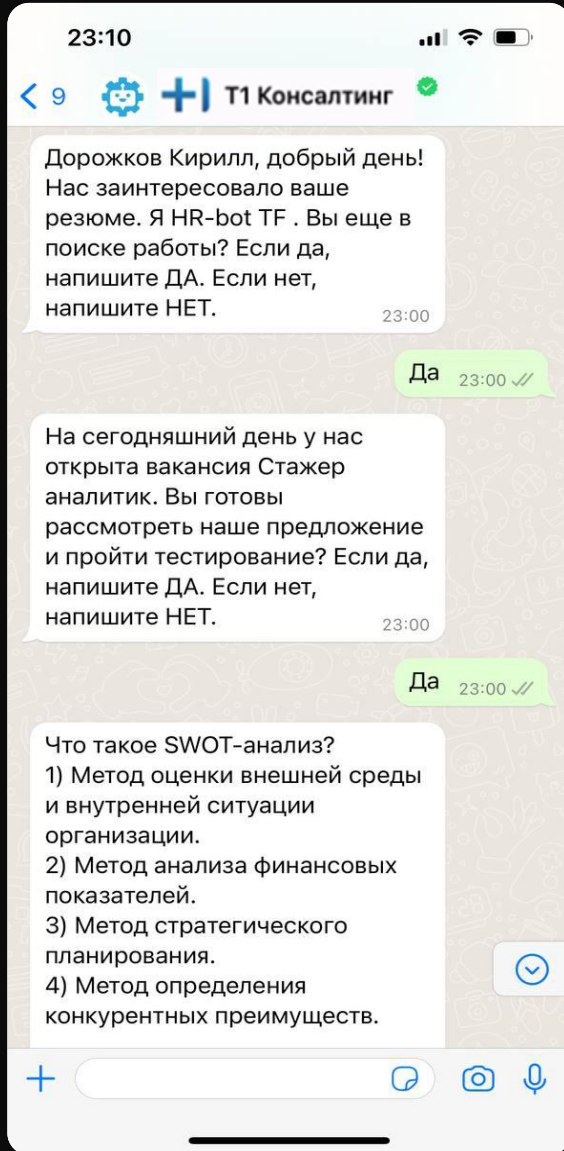 23:10
9 Т1 Консалтинг
Дорожков Кирилл, добрый день!
Нас заинтересовало ваше
резюме. Я HR-bot TF . Вы еще в
поиске работы? Если да,
напишите ДА. Если нет,
напишите НЕТ.
23:00
Да 23:00
На сегодняшний день у нас
открыта вакансия Стажер
аналитик. Вы готовы
рассмотреть наше предложение
и пройти тестирование? Если да,
напишите ДА. Если нет,
напишите НЕТ.
23:00
Да 23:00
Что такое SWOT-анализ?
1) Метод оценки внешней среды
и внутренней ситуации
организации.
2) Метод анализа финансовых
показателей.
3) Метод стратегического
планирования.
4) Метод определения
конкурентных преимуществ.